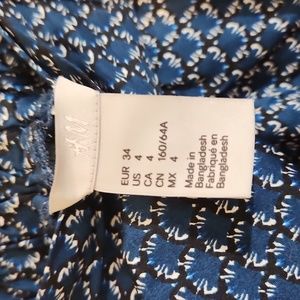 H&M
EUR 34
US 4
CA 4
CN 160/64A
MX 4
Made in
Bangladesh
Fabriqué en
Bangladesh